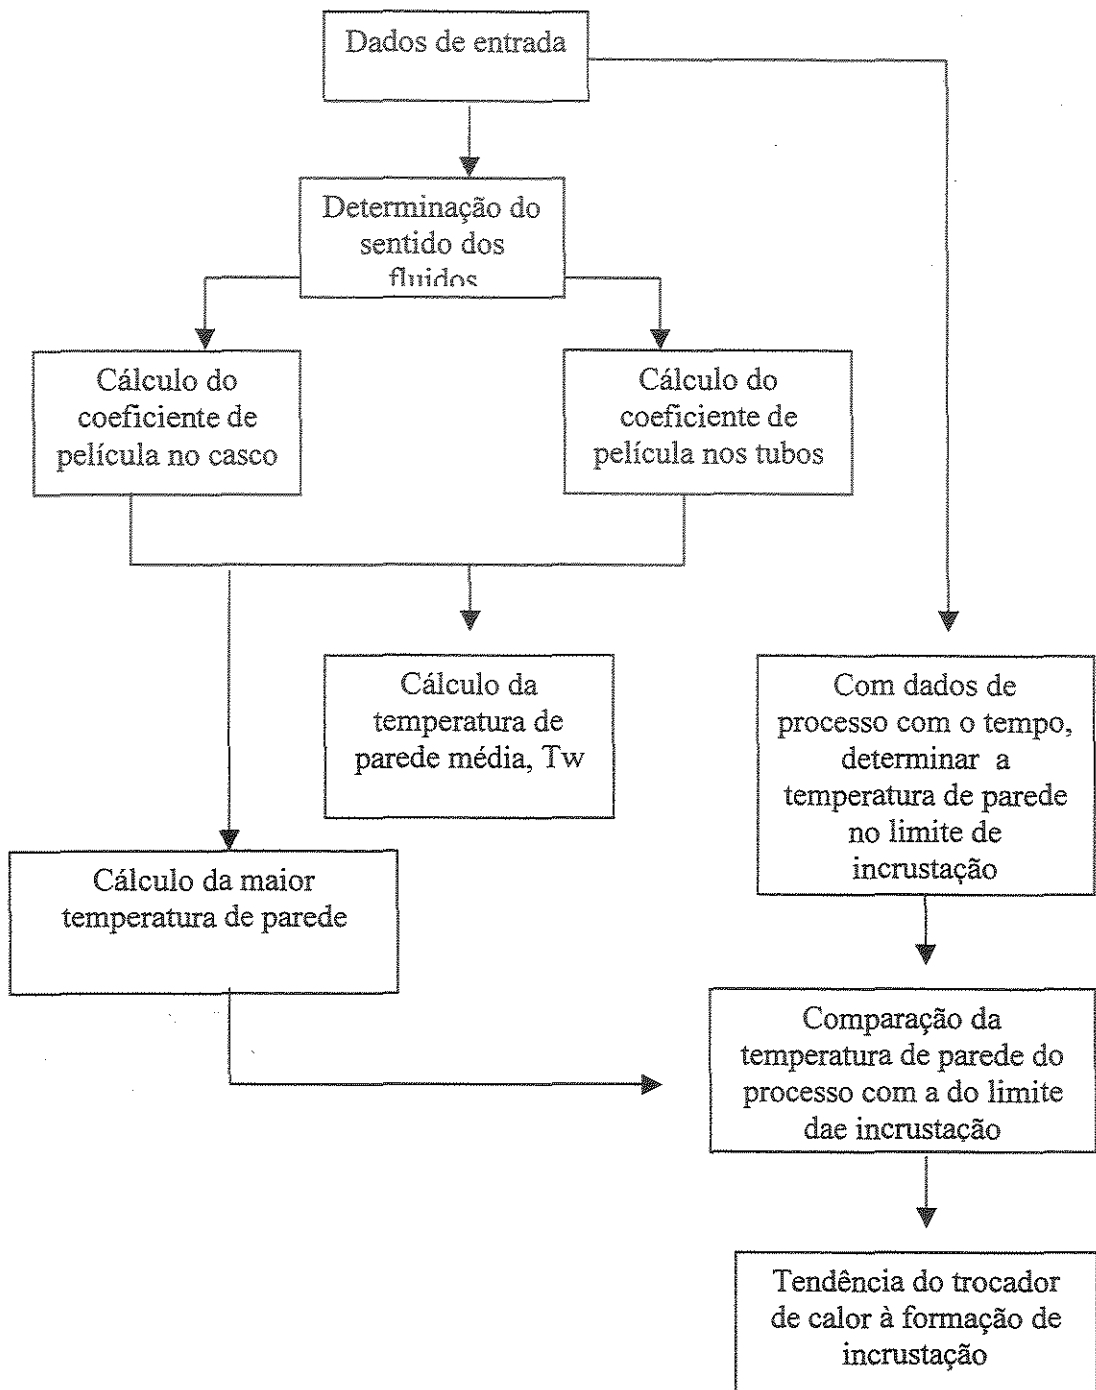 Dados de entrada
Determinação do
sentido dos
fluidos
Cálculo do
coeficiente de
película no casco
Cálculo do
coeficiente de
película nos tubos
Cálculo da
temperatura de
parede média, Tw
Com dados de
processo com o tempo,
determinar a
temperatura de parede
no limite de
incrustação
Cálculo da maior
temperatura de parede
Comparação da
temperatura de parede do
processo com a do limite
dae incrustação
Tendência do trocador
de calor à formação de
incrustação